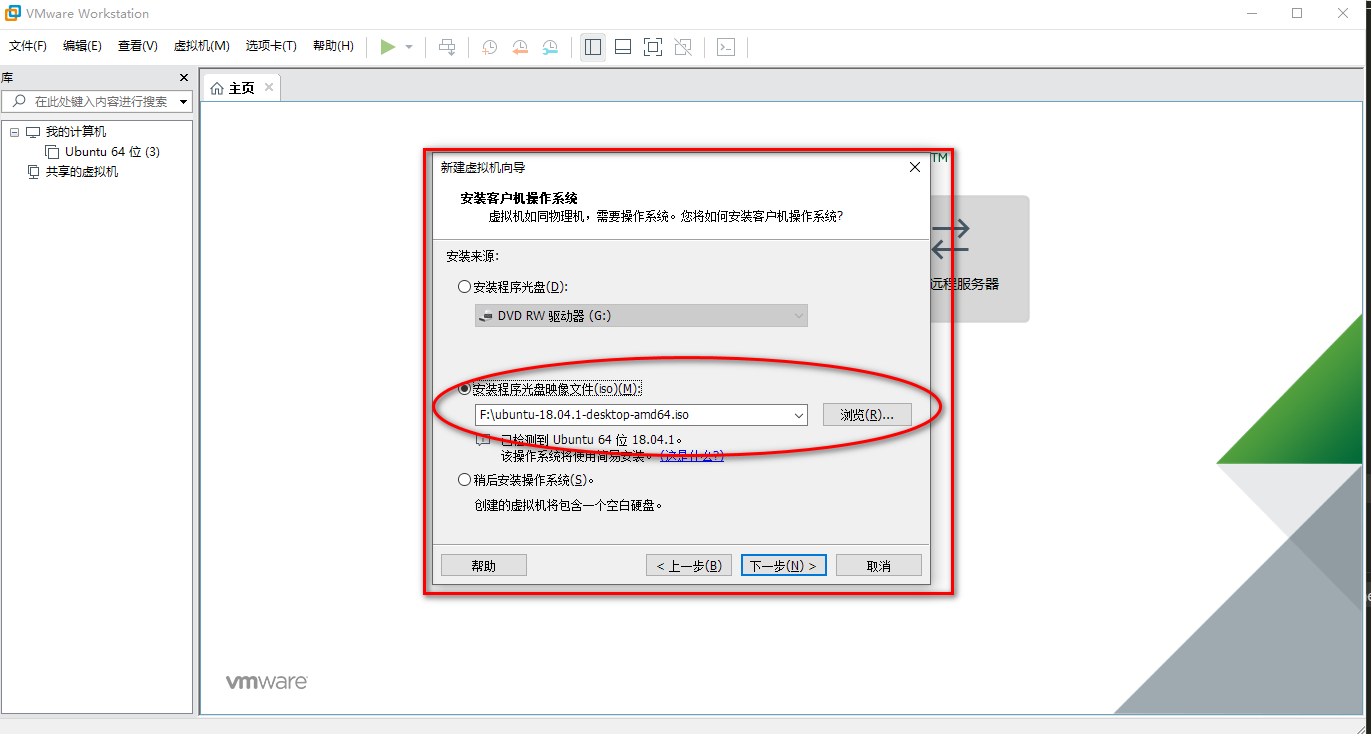 VMware Workstation
文件(F) 编辑(E) 查看(V) 虚拟机(M) 选项卡(T) 帮助(H)
库
在此处键入内容进行搜索
我的计算机
Ubuntu 64 位 (3)
共享的虚拟机
主页
TM
远程服务器
新建虚拟机向导
安装客户机操作系统
虚拟机如同物理机，需要操作系统。您将如何安装客户机操作系统?
安装来源:
安装程序光盘(D):
DVD RW 驱动器 (G:)
安装程序光盘映像文件(iso)(M):
F:\ubuntu-18.04.1-desktop-amd64.iso
浏览(R)...
已检测到 Ubuntu 64 位 18.04.1。
该操作系统将使用简易安装。 (这是什么?)
稍后安装操作系统(S)。
创建的虚拟机将包含一个空白硬盘。
帮助 < 上一步(B) 下一步(N) > 取消
vmware